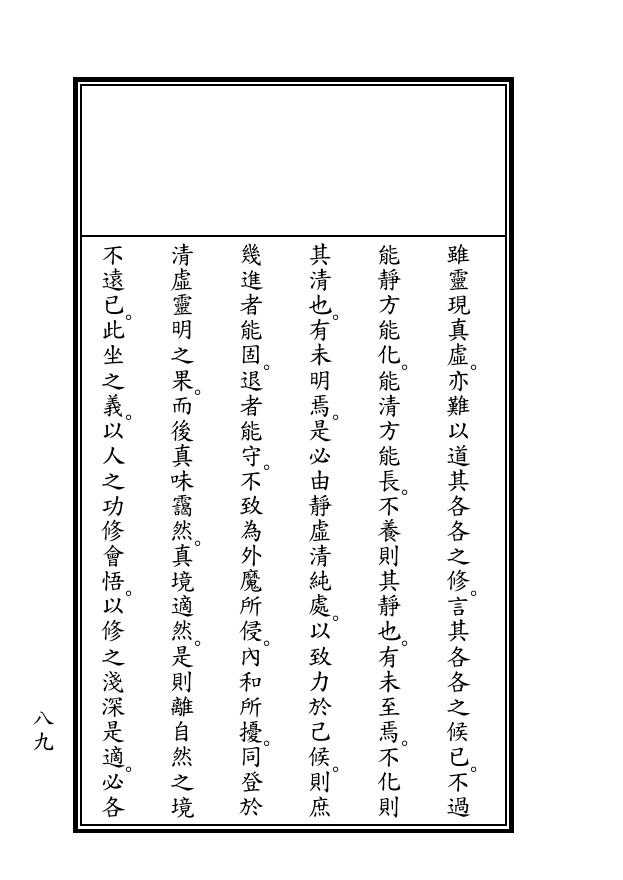 雖靈現真虛。亦難以道其各各之修。言其各各之候已。不過
能靜方能化。能清方能長。不養則其靜也。有未至焉。不化則
其清也。有未明焉。是必由靜虛清純處。以致力於己候。則庶
幾進者能固。退者能守。不致為外魔所侵。內和所擾。同登於
清虛靈明之果。而後真味靄然。真境適然。是則離自然之境
不遠已。此坐之義。以人之功修會悟。以修之淺深是適。必各
八九